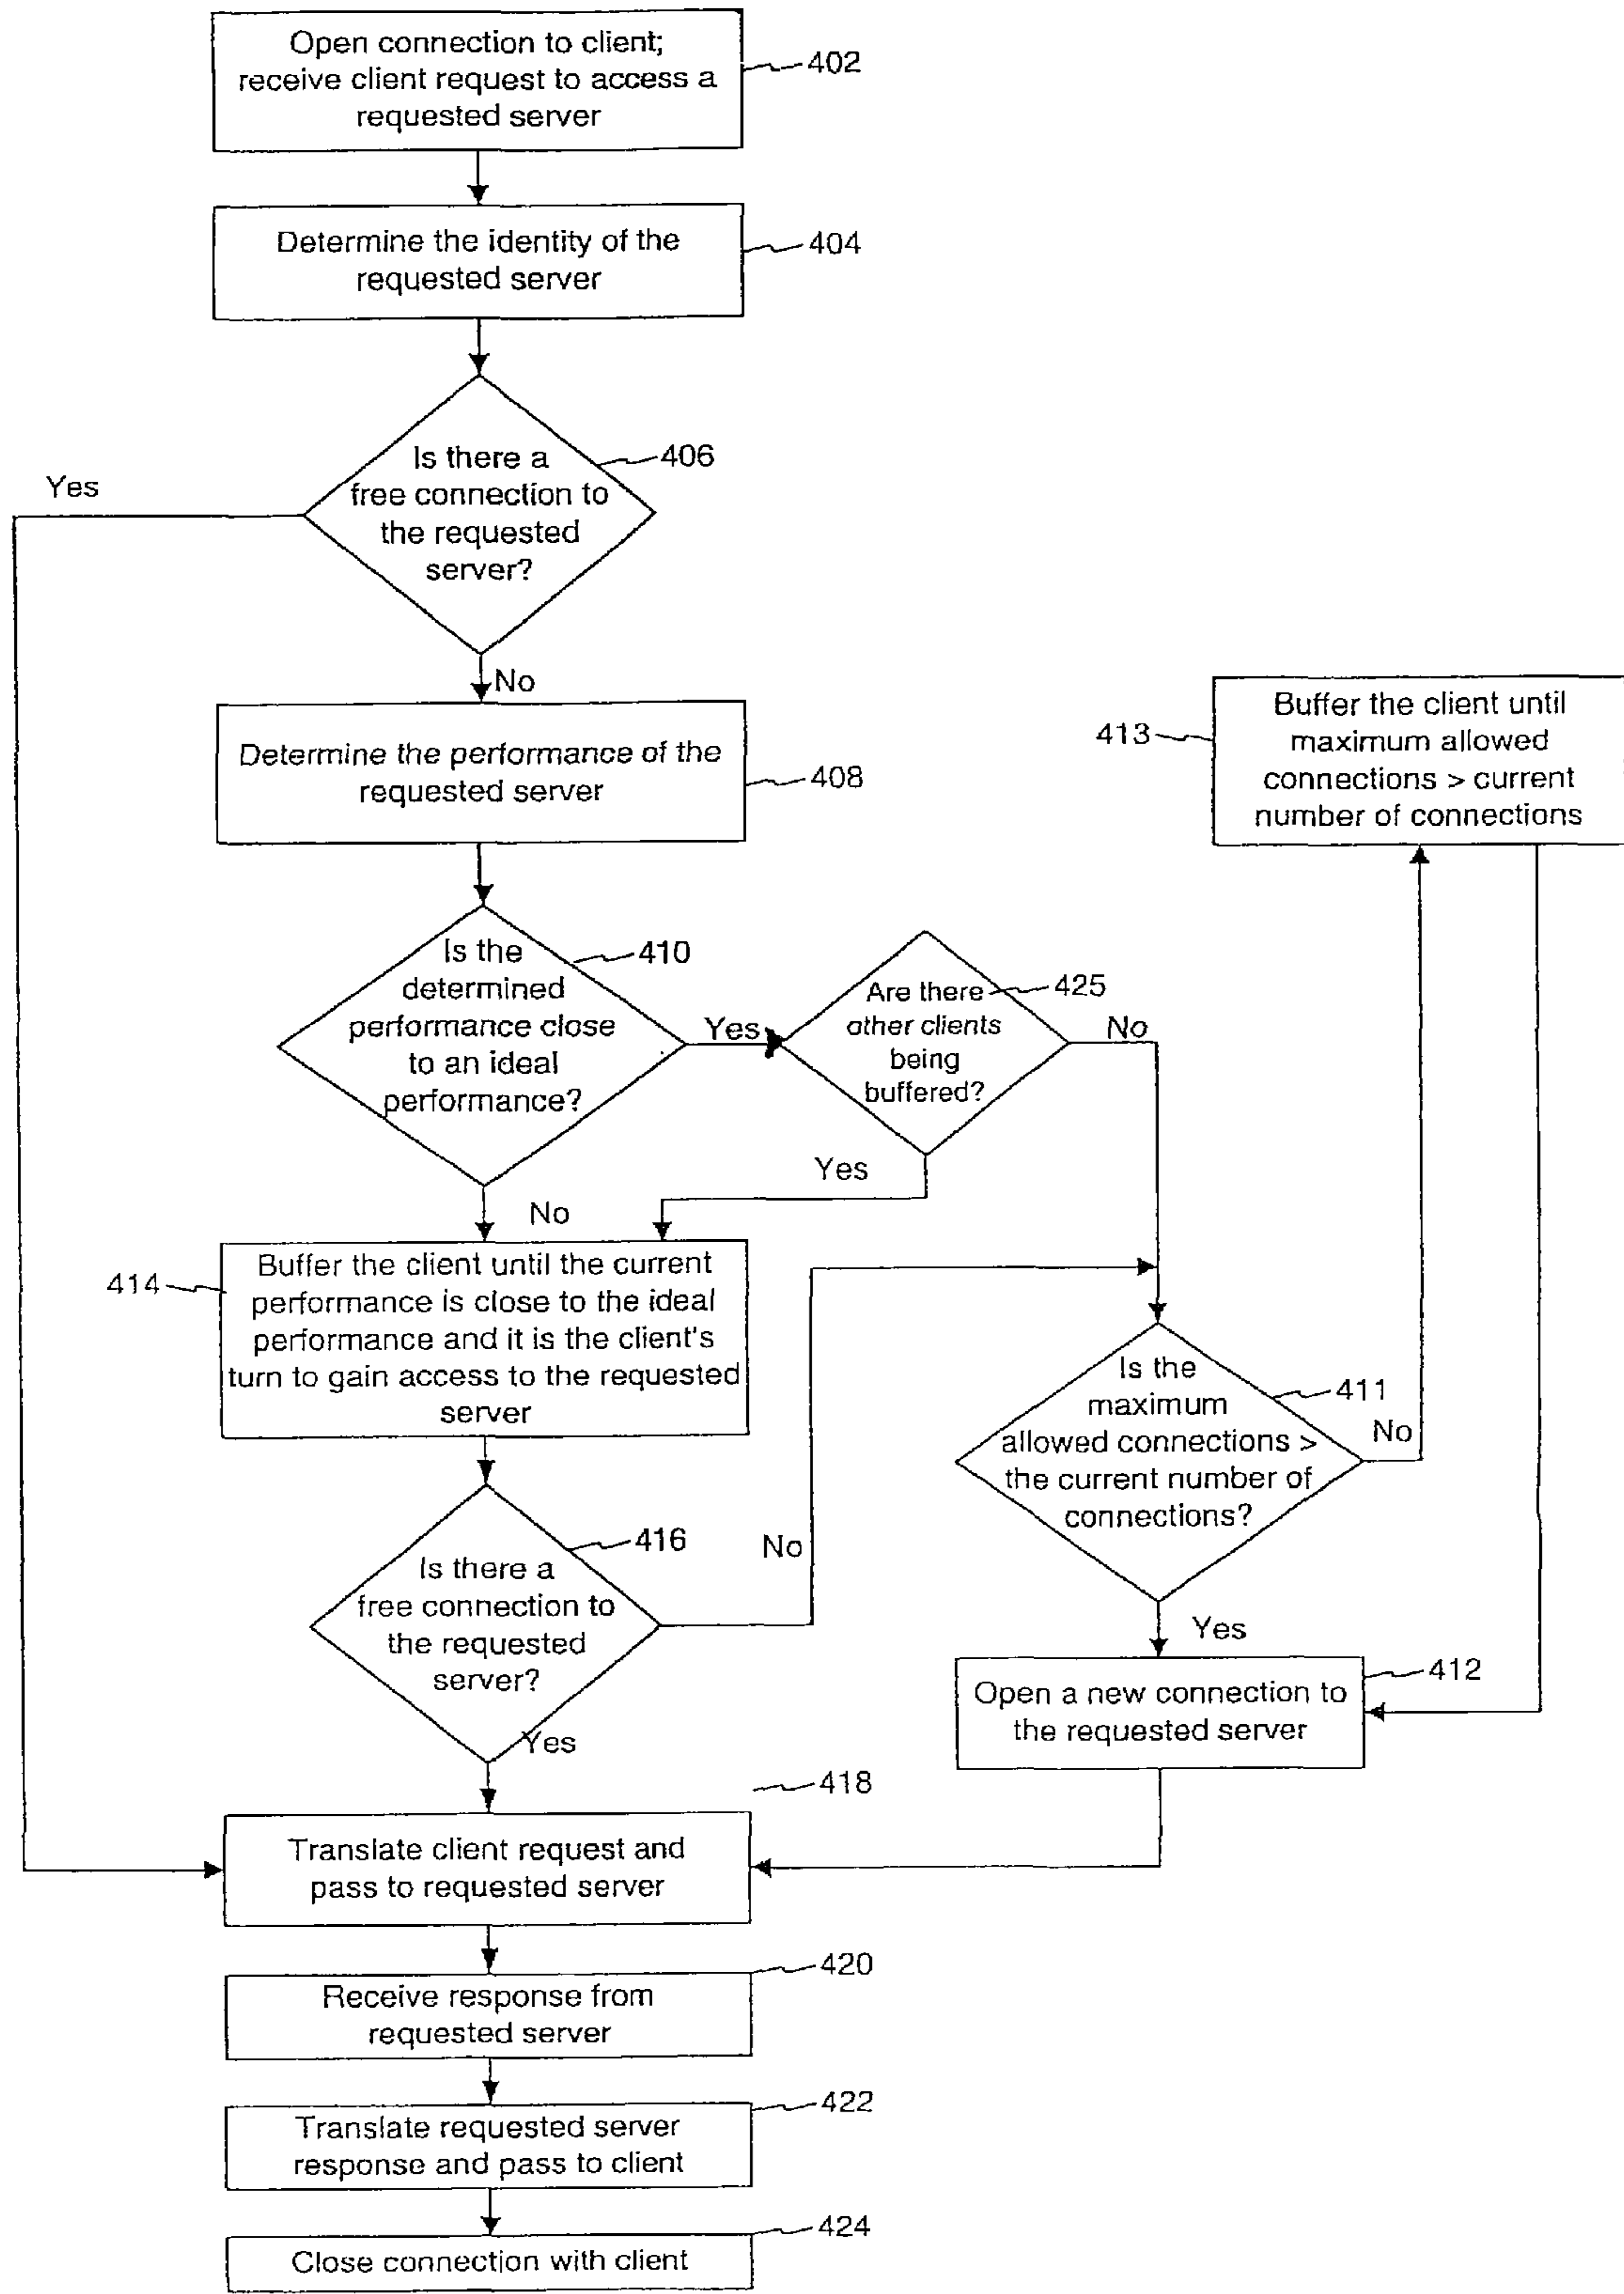 Open connection to client;
receive client request to access a
requested server
402
Determine the identity of the
requested server
404
Is there a
free connection to
the requested
server?
406
Yes
No
Determine the performance of the
requested server
408
413
Buffer the client until
maximum allowed
connections > current
number of connections
Is the
determined
performance close
to an ideal
performance?
410
Yes
Are there
other clients
being
buffered?
425
No
Yes
No
414
Buffer the client until the current
performance is close to the ideal
performance and it is the client's
turn to gain access to the requested
server
Is the
maximum
allowed connections >
the current number of
connections?
411
No
Is there a
free connection to
the requested
server?
416
No
Yes
Yes
Open a new connection to
the requested server
412
418
Translate client request and
pass to requested server
420
Receive response from
requested server
422
Translate requested server
response and pass to client
424
Close connection with client